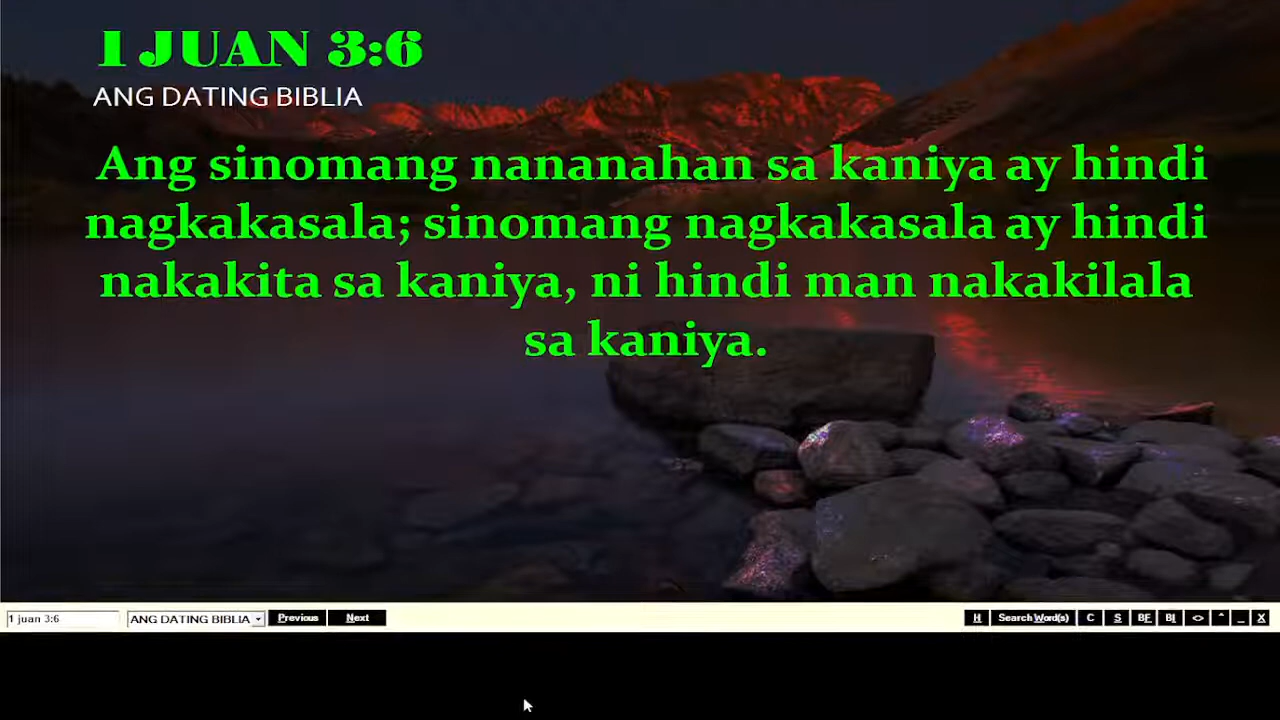 1 JUAN 3:6
ANG DATING BIBLIA
Ang sinomang nananahan sa kaniya ay hindi
nagkakasala; sinomang nagkakasala ay hindi
nakakita sa kaniya, ni hindi man nakakilala
sa kaniya.
1 juan 3:6 ANG DATING BIBLIA Previous Next H Search Word(s) C S BF BI <> ^ _ X